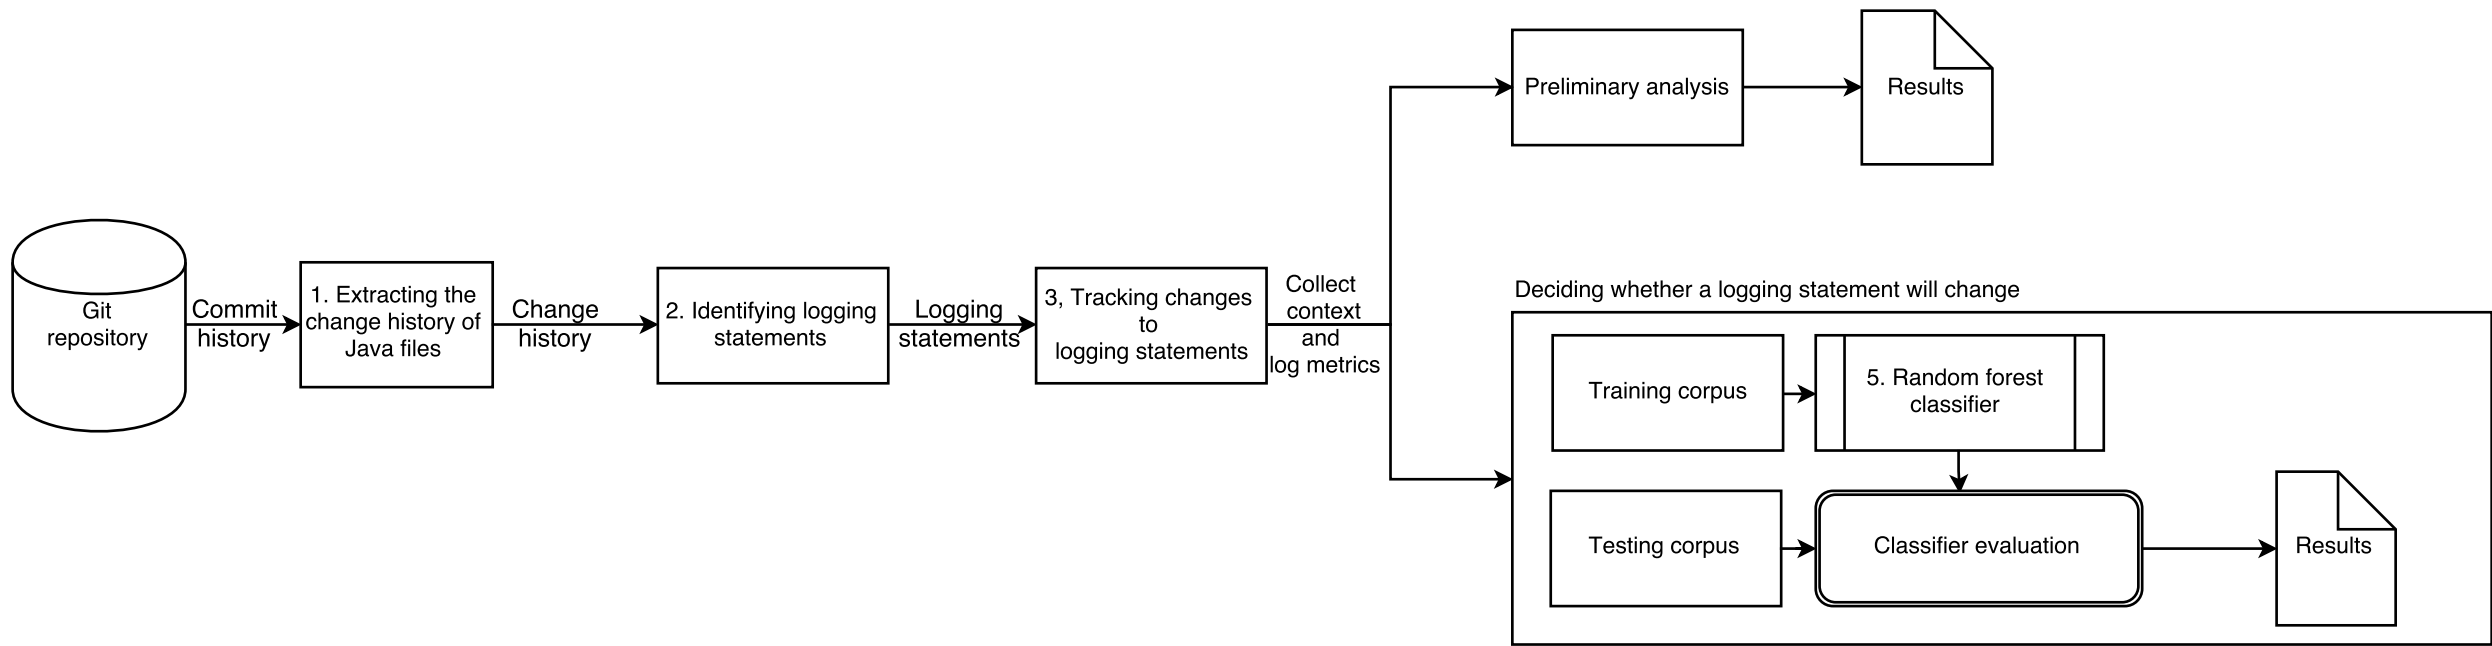 Git
repository
Commit
history
1. Extracting the
change history of
Java files
Change
history
2. Identifying logging
statements
Logging
statements
3, Tracking changes
to
logging statements
Collect
context
and
log metrics
Preliminary analysis
Results
Deciding whether a logging statement will change
Training corpus
5. Random forest
classifier
Testing corpus
Classifier evaluation
Results